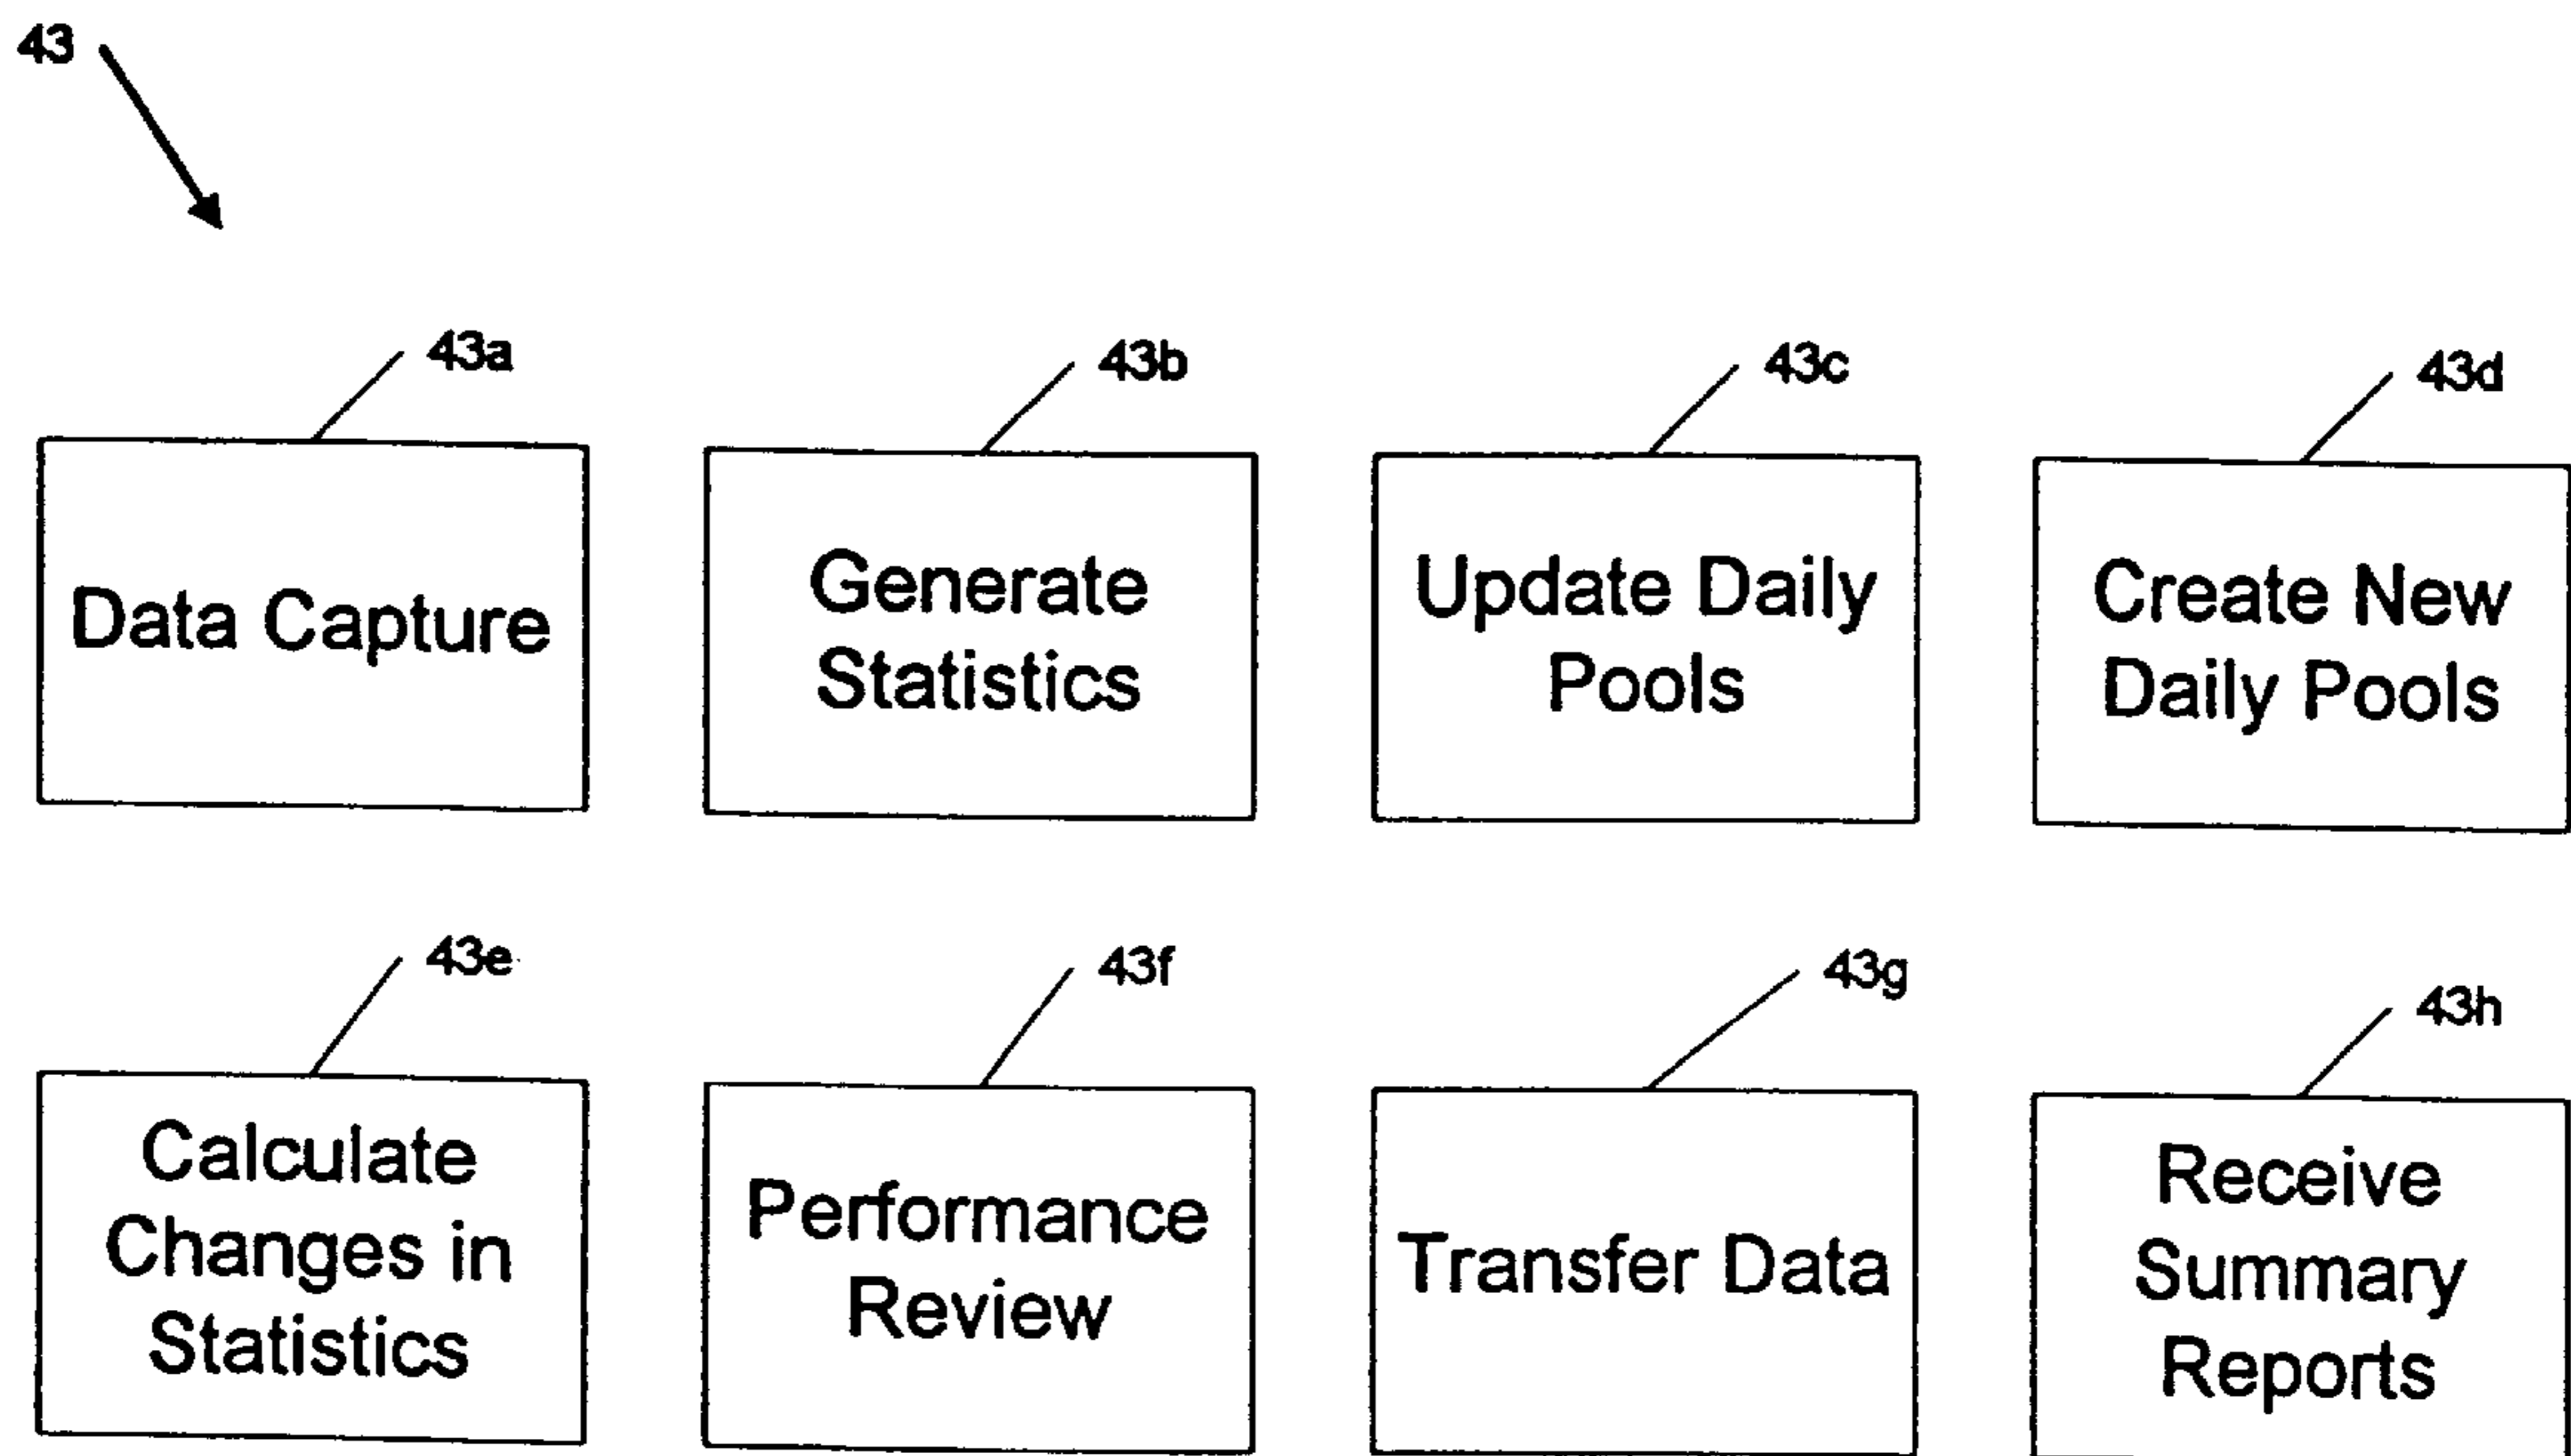 43
43a
43b
43c
43d
Data Capture
Generate
Statistics
Update Daily
Pools
Create New
Daily Pools
43e
43f
43g
43h
Calculate
Changes in
Statistics
Performance
Review
Transfer Data
Receive
Summary
Reports